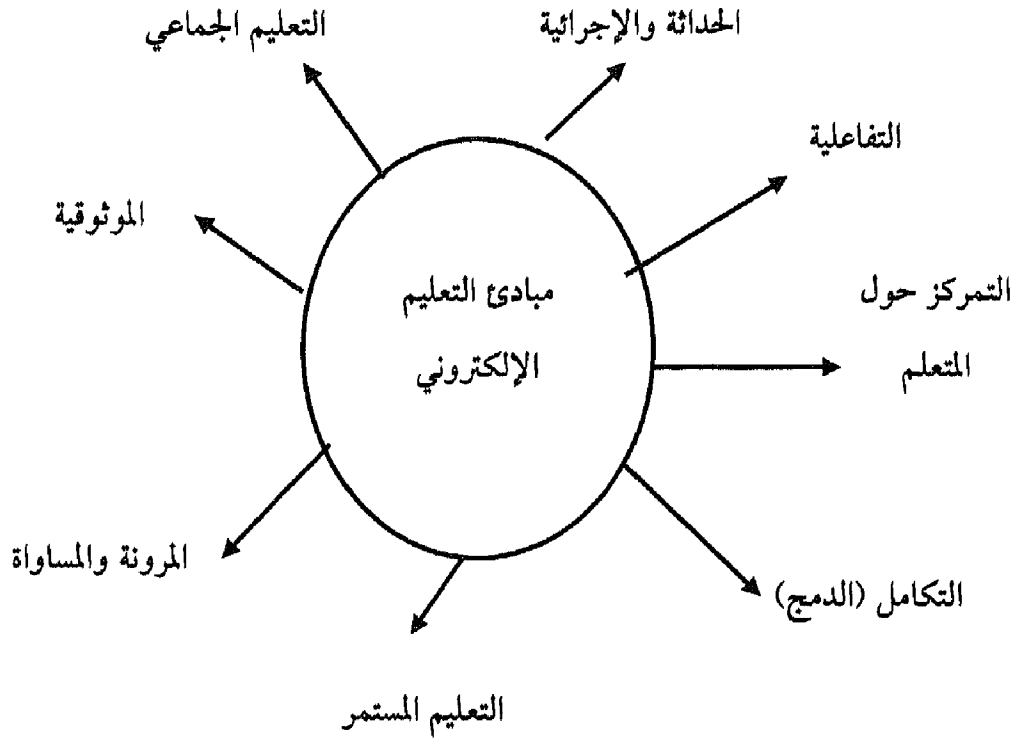 الحداثة والإجرائية
التعليم الجماعي
التفاعلية
الموثوقية
مبادئ التعليم
الإلكتروني
التمركز حول
المتعلم
المرونة والمساواة
التكامل (الدمج)
التعليم المستمر